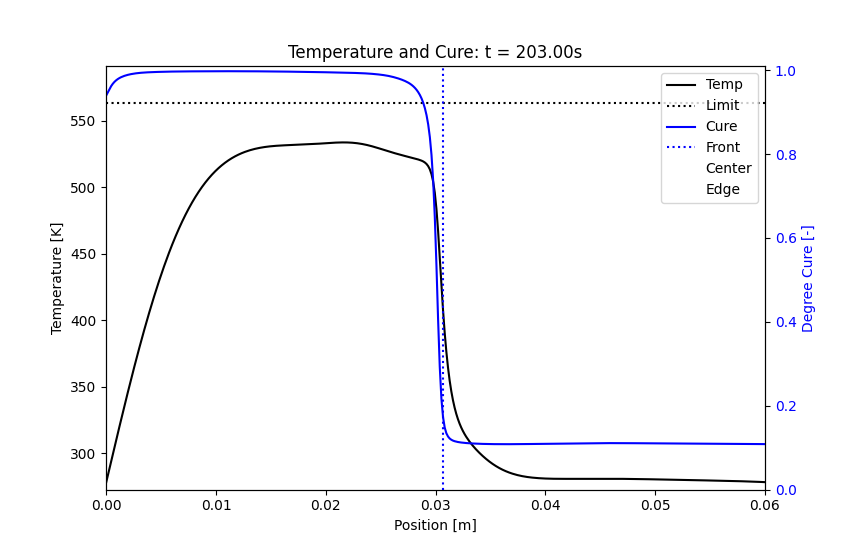 Temperature and Cure: t = 203.00s
Temp
Limit
Cure
Front
Center
Edge
550
500
450
400
350
300
Temperature [K]
1.0
0.8
0.6
0.4
0.2
0.0
Degree Cure [-]
0.00 0.01 0.02 0.03 0.04 0.05 0.06
Position [m]